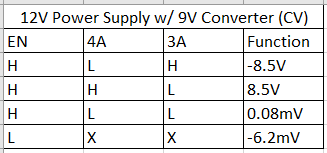 12V Power Supply w/ 9V Converter (CV)
EN 4A 3A Function
H L H -8.5V
H H L 8.5V
H L L 0.08mV
L X X -6.2mV